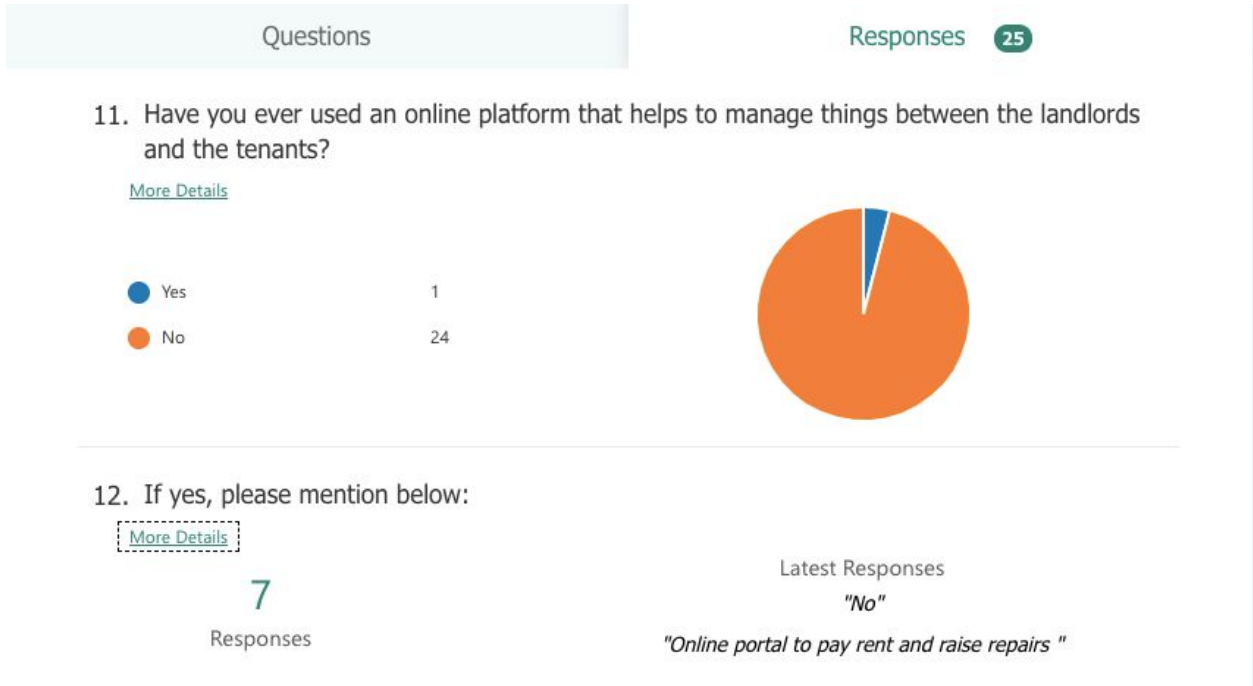 Questions
Responses 25
11. Have you ever used an online platform that helps to manage things between the landlords
and the tenants?
More Details
Yes 1
No 24
12. If yes, please mention below:
More Details
7
Responses
Latest Responses
"No"
"Online portal to pay rent and raise repairs "